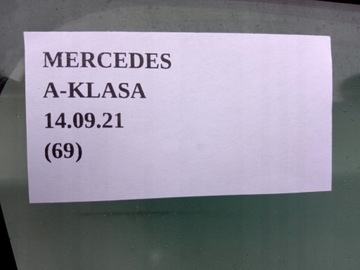 MERCEDES
A-KLASA
14.09.21
(69)